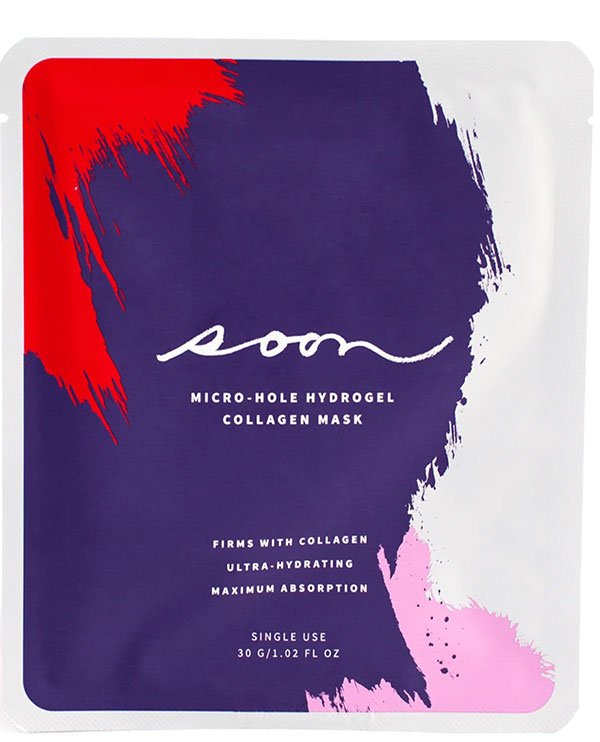 soon
MICRO-HOLE HYDROGEL
COLLAGEN MASK
FIRMS WITH COLLAGEN
ULTRA-HYDRATING
MAXIMUM ABSORPTION
SINGLE USE
30 G/1.02 FL OZ